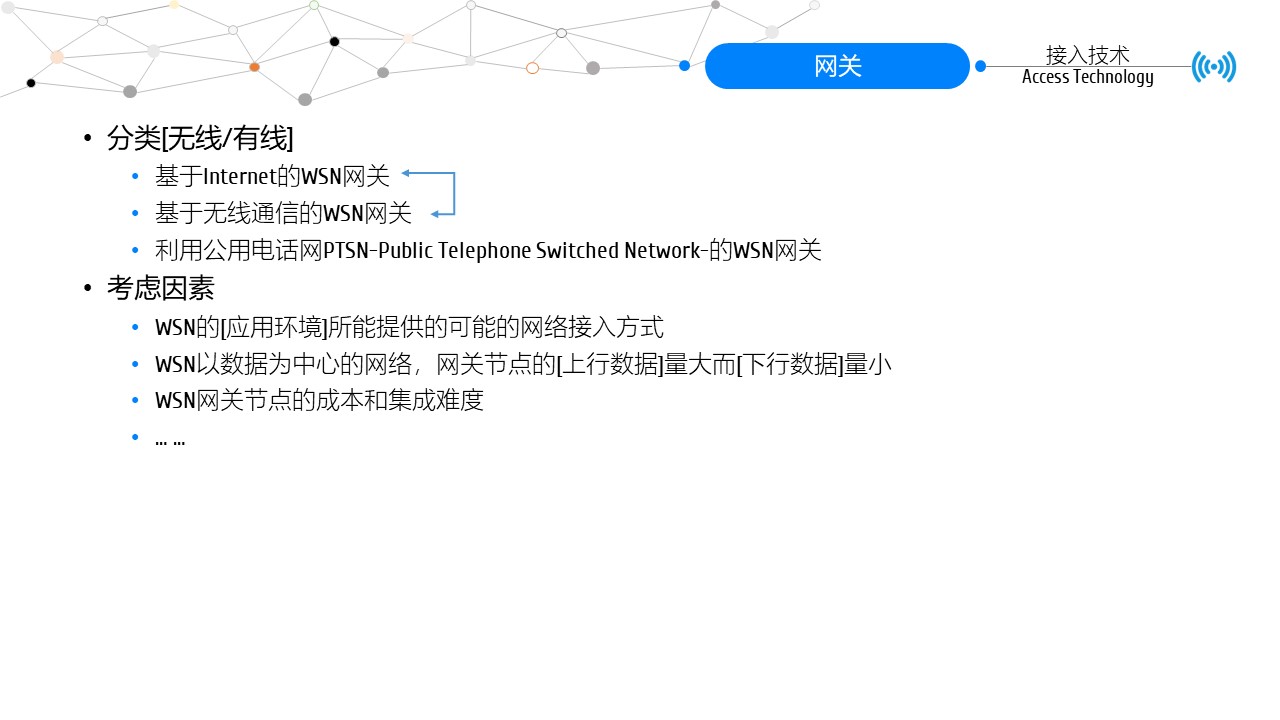 网关
接入技术
Access Technology
• 分类[无线/有线]
• 基于Internet的WSN网关
• 基于无线通信的WSN网关
• 利用公用电话网PTSN-Public Telephone Switched Network-的WSN网关
• 考虑因素
• WSN的[应用环境]所能提供的可能的网络接入方式
• WSN以数据为中心的网络，网关节点的[上行数据]量大而[下行数据]量小
• WSN网关节点的成本和集成难度
• … …